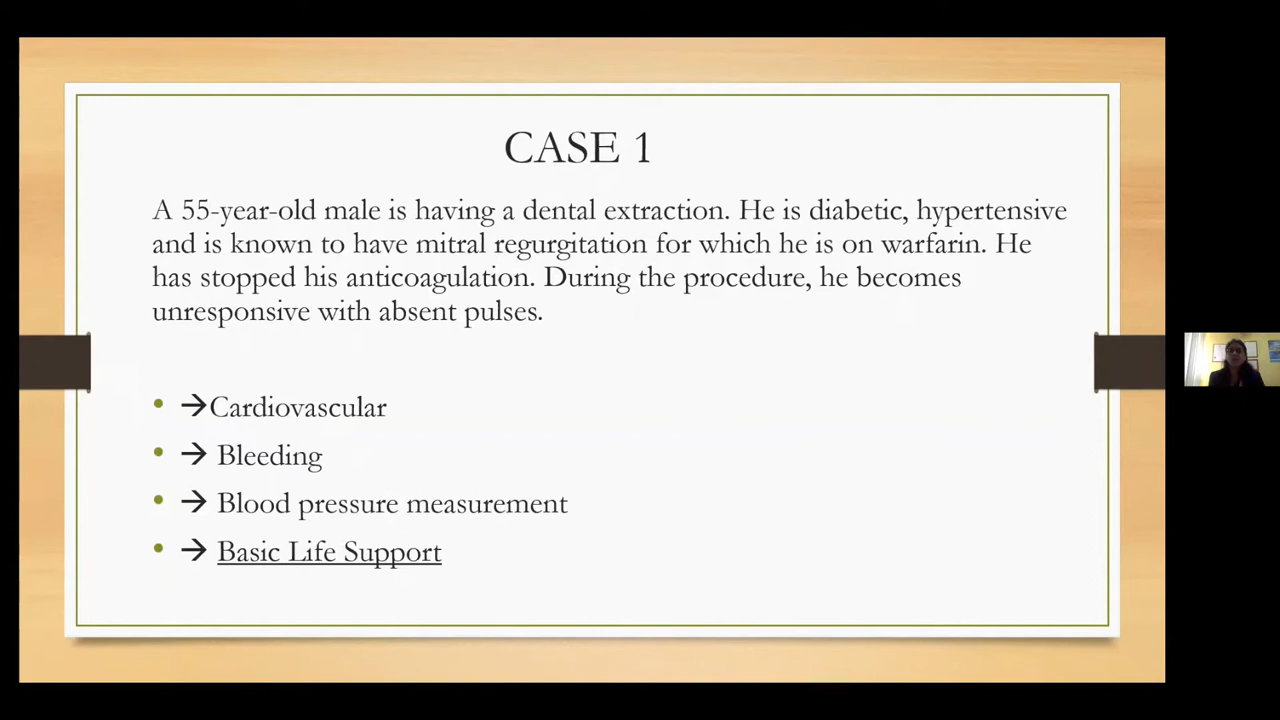 CASE 1
A 55-year-old male is having a dental extraction. He is diabetic, hypertensive
and is known to have mitral regurgitation for which he is on warfarin. He
has stopped his anticoagulation. During the procedure, he becomes
unresponsive with absent pulses.
• → Cardiovascular
• → Bleeding
• → Blood pressure measurement
• → Basic Life Support